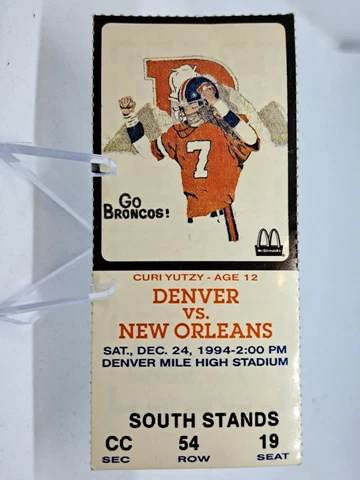 7
GO
BRONCOS!
McDONALD'S
CURI YUTZY - AGE 12
DENVER
VS.
NEW ORLEANS
SAT., DEC. 24, 1994-2:00 PM
DENVER MILE HIGH STADIUM
SOUTH STANDS
CC 54 19
SEC ROW SEAT